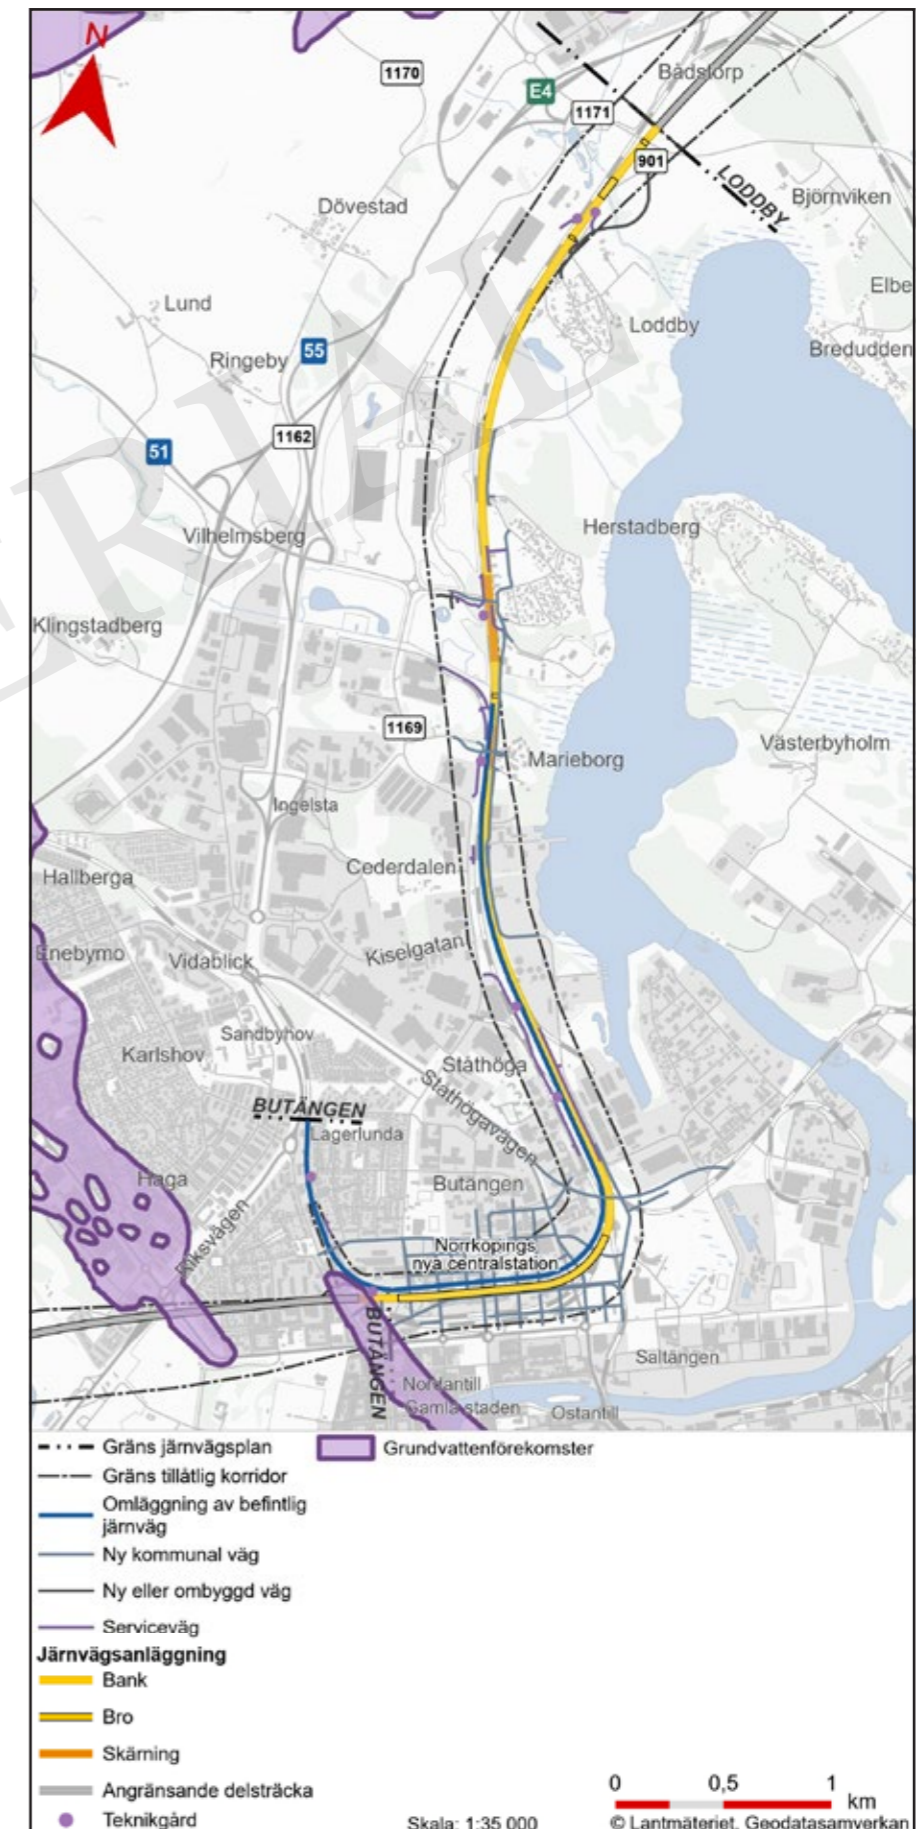 N
1170
Bådstorp
E4
1171
901
LODDBY
Björnviken
Dövestad
Elbe
Lund
Loddby
Bredudden
Ringeby
55
1162
51
Herstadberg
Vilhelmsberg
Klingstadberg
ERIAL
1169
Västerbyholm
Marieborg
Ingelsta
Cederdalen
Hallberga
Kiselgatan
Enebymo
Vidablick
Sandbyhov
Karlshov
Ståthöga
Ståthögavägen
BUTÄNGEN
Lagerlunda
Haga
Butängen
Riksvägen
Norrköpings
nya centralstation
BUTÄNGEN
Saltängen
Nordantill
Gamla staden
Östantill
Gräns järnvägsplan
Grundvattenförekomster
Gräns tillåtlig korridor
Omläggning av befintlig
järnväg
Ny kommunal väg
Ny eller ombyggd väg
Serviceväg
Järnvägsanläggning
Bank
Bro
Skärning
Angränsande delsträcka
Teknikgård
0 0,5 1
km
Skala: 1:35 000
© Lantmäteriet, Geodatasamverkan